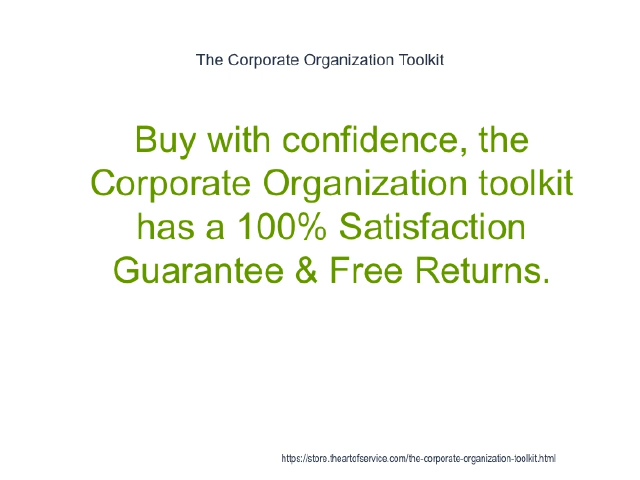 The Corporate Organization Toolkit
Buy with confidence, the
Corporate Organization toolkit
has a 100% Satisfaction
Guarantee & Free Returns.
https://store.theartofservice.com/the-corporate-organization-toolkit.html